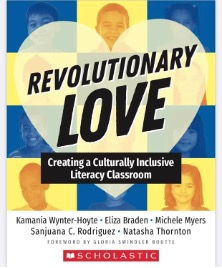 REVOLUTIONARY
LOVE
Creating a Culturally Inclusive
Literacy Classroom
Kamania Wynter-Hoyte • Eliza Braden • Michele Myers
Sanjuana C. Rodriguez • Natasha Thornton
FOREWORD BY GLORIA SWINDLER BOUTTE
SCHOLASTIC